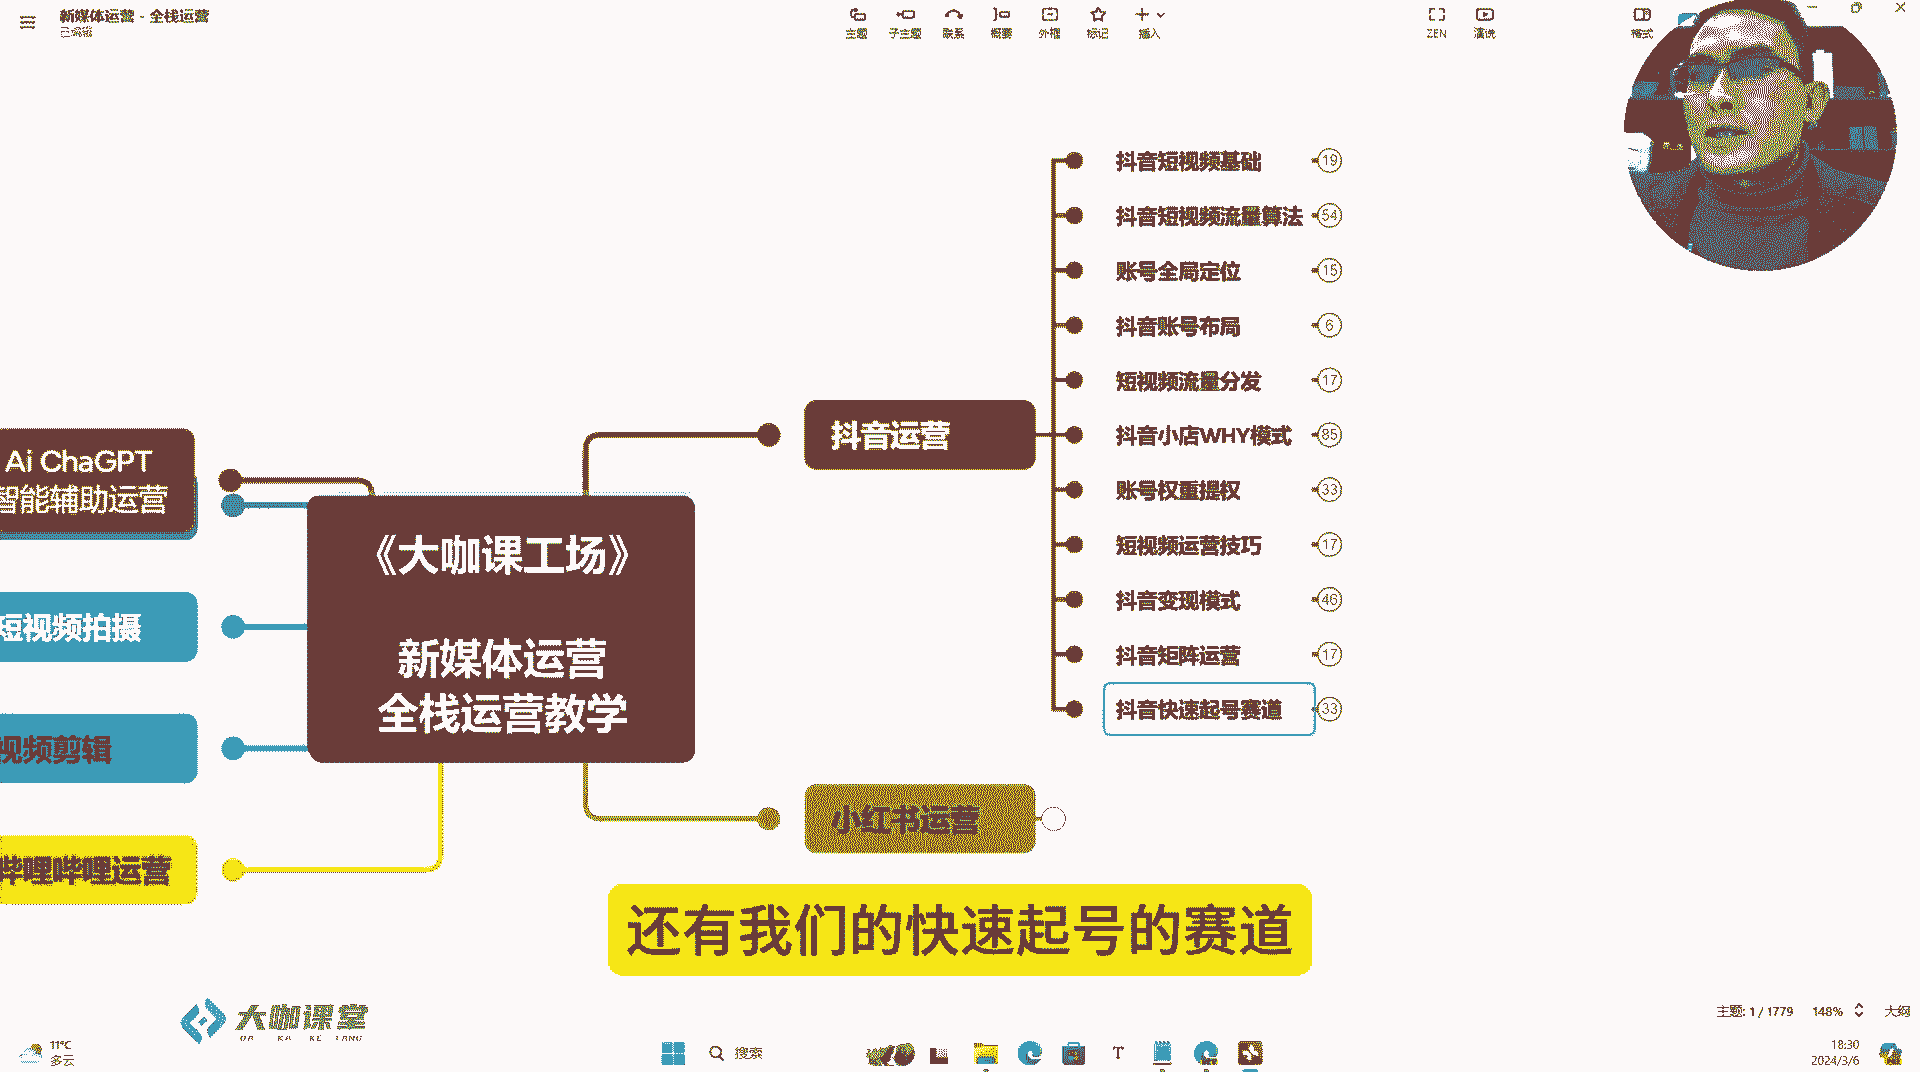 新媒体运营 - 全栈运营
已编辑
主题
子主题
联系
概要
外框
标记
插入
ZEN
演说
格式
抖音短视频基础 19
抖音短视频流量算法 54
账号全局定位 15
抖音账号布局 6
短视频流量分发 17
抖音小店WHY模式 85
账号权重提权 33
短视频运营技巧 17
抖音变现模式 46
抖音矩阵运营 17
抖音快速起号赛道 33
抖音运营
小红书运营
Ai ChaGPT
智能辅助运营
短视频拍摄
视频剪辑
哔哩哔哩运营
《大咖课工场》
新媒体运营
全栈运营教学
还有我们的快速起号的赛道
大咖课堂
DA KA KE TANG
主题: 1 / 1779
148%
大纲
11°C
多云
搜索
18:30
2024/3/6